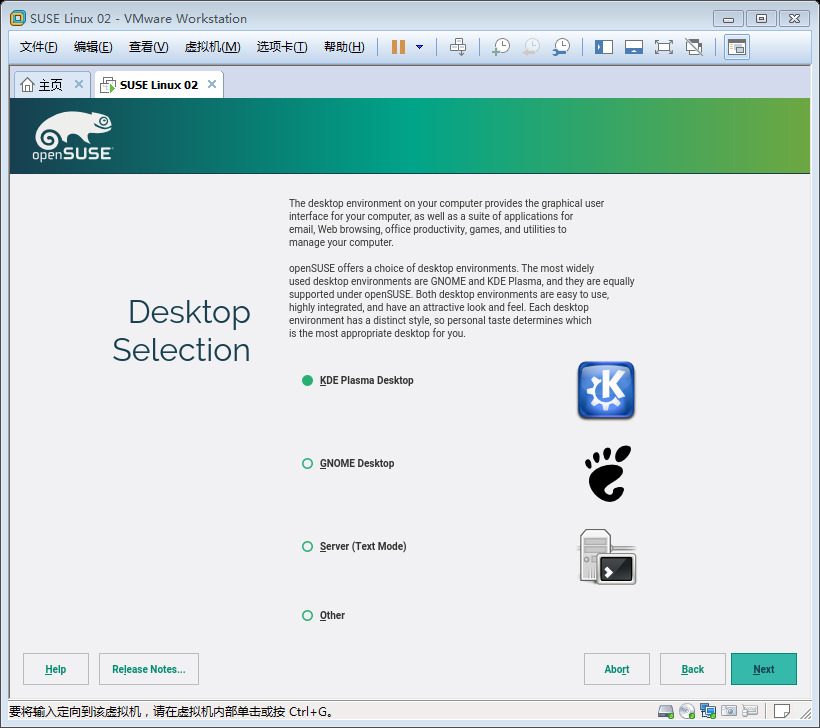 SUSE Linux 02 - VMware Workstation
文件(F) 编辑(E) 查看(V) 虚拟机(M) 选项卡(T) 帮助(H)
主页 SUSE Linux 02
openSUSE
The desktop environment on your computer provides the graphical user
interface for your computer, as well as a suite of applications for
email, Web browsing, office productivity, games, and utilities to
manage your computer.
openSUSE offers a choice of desktop environments. The most widely
used desktop environments are GNOME and KDE Plasma, and they are equally
supported under openSUSE. Both desktop environments are easy to use,
highly integrated, and have an attractive look and feel. Each desktop
environment has a distinct style, so personal taste determines which
is the most appropriate desktop for you.
Desktop
Selection
KDE Plasma Desktop
GNOME Desktop
Server (Text Mode)
Other
Help Release Notes... Abort Back Next
要将输入定向到该虚拟机，请在虚拟机内部单击或按 Ctrl+G。